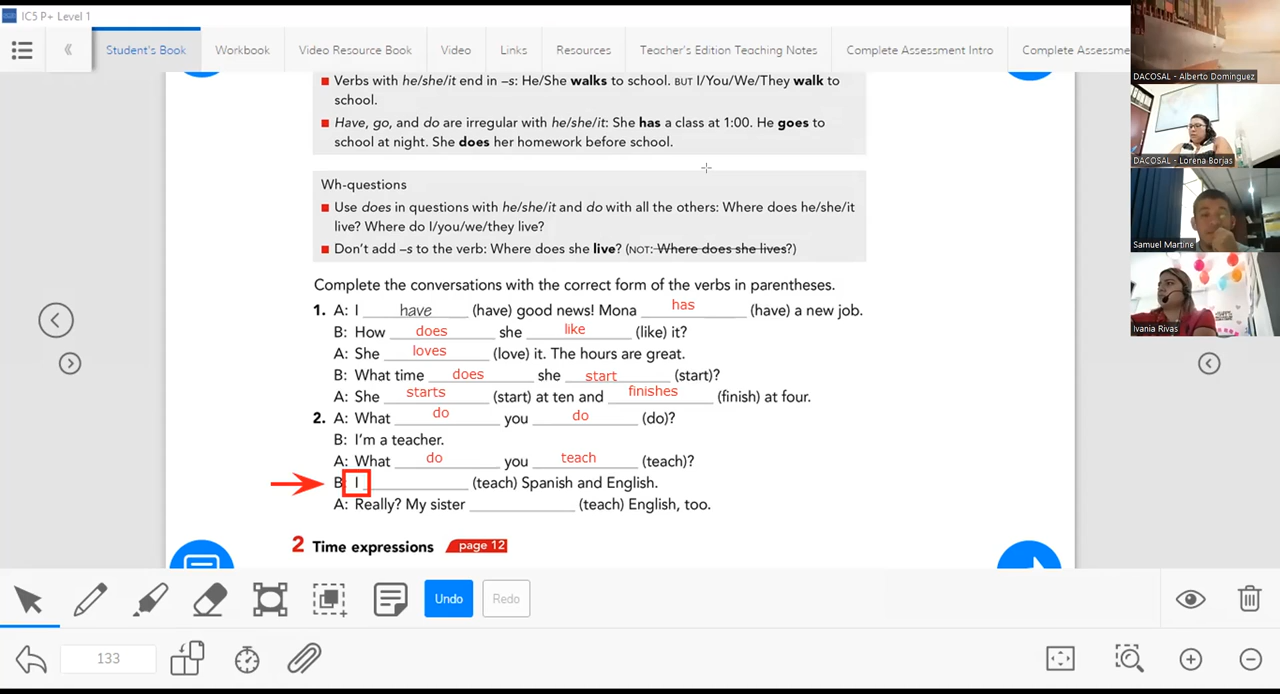 IC5 P+ Level 1
Student's Book Workbook Video Resource Book Video Links Resources Teacher's Edition Teaching Notes Complete Assessment Intro Complete Assessme
■ Verbs with he/she/it end in –s: He/She walks to school. BUT I/You/We/They walk to
school.
■ Have, go, and do are irregular with he/she/it: She has a class at 1:00. He goes to
school at night. She does her homework before school.
Wh-questions
■ Use does in questions with he/she/it and do with all the others: Where does he/she/it
live? Where do I/you/we/they live?
■ Don't add –s to the verb: Where does she live? (NOT: Where does she lives?)
Complete the conversations with the correct form of the verbs in parentheses.
1. A: I have (have) good news! Mona has (have) a new job.
B: How does she like (like) it?
A: She loves (love) it. The hours are great.
B: What time does she start (start)?
A: She starts (start) at ten and finishes (finish) at four.
2. A: What do you do (do)?
B: I'm a teacher.
A: What do you teach (teach)?
B: I ____________ (teach) Spanish and English.
A: Really? My sister ____________ (teach) English, too.
2 Time expressions page 12
Undo Redo
133
DACOSAL - Alberto Dominguez
DACOSAL - Lorena Borjas
Samuel Martine
Ivania Rivas